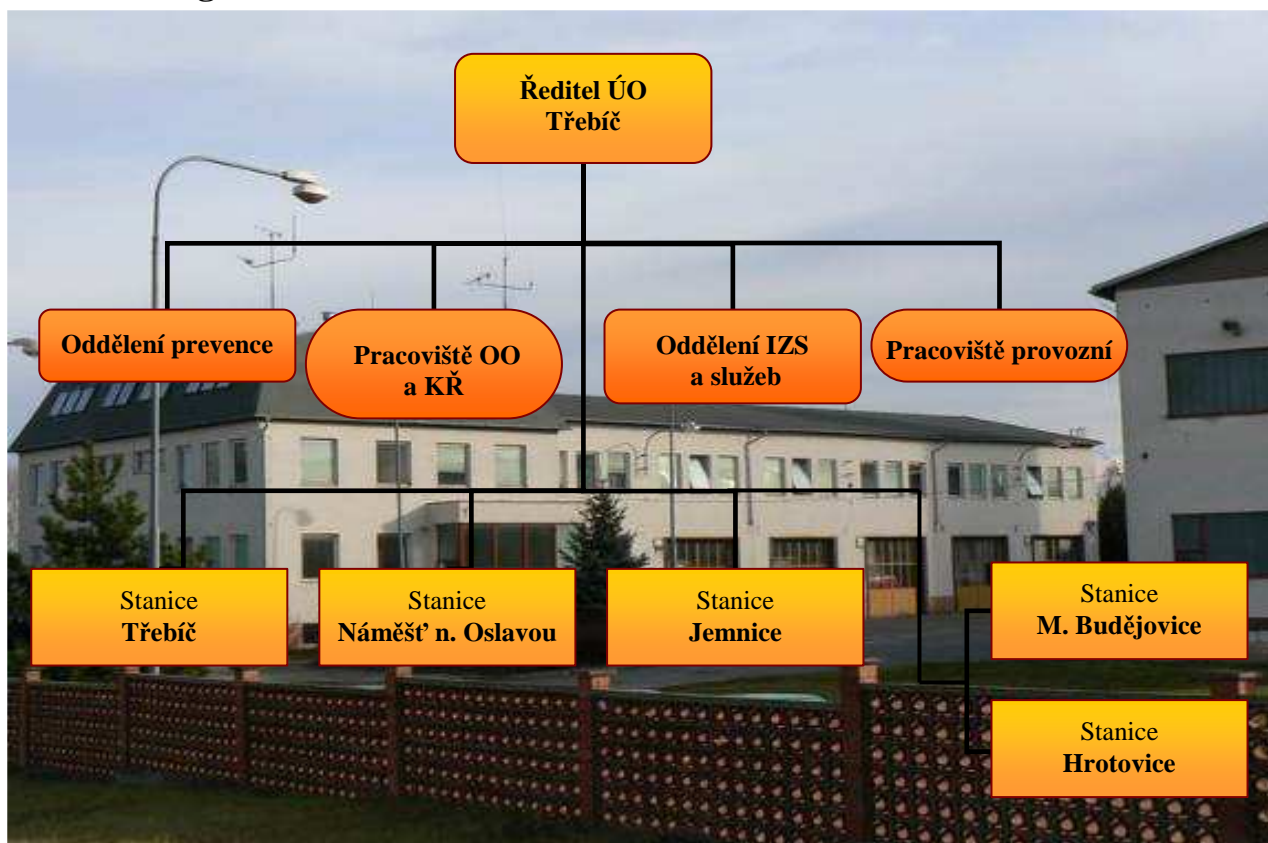 Ředitel ÚO
Třebíč
Oddělení prevence
Pracoviště OO
a KŘ
Oddělení IZS
a služeb
Pracoviště provozní
Stanice
Třebíč
Stanice
Náměšť n. Oslavou
Stanice
Jemnice
Stanice
M. Budějovice
Stanice
Hrotovice